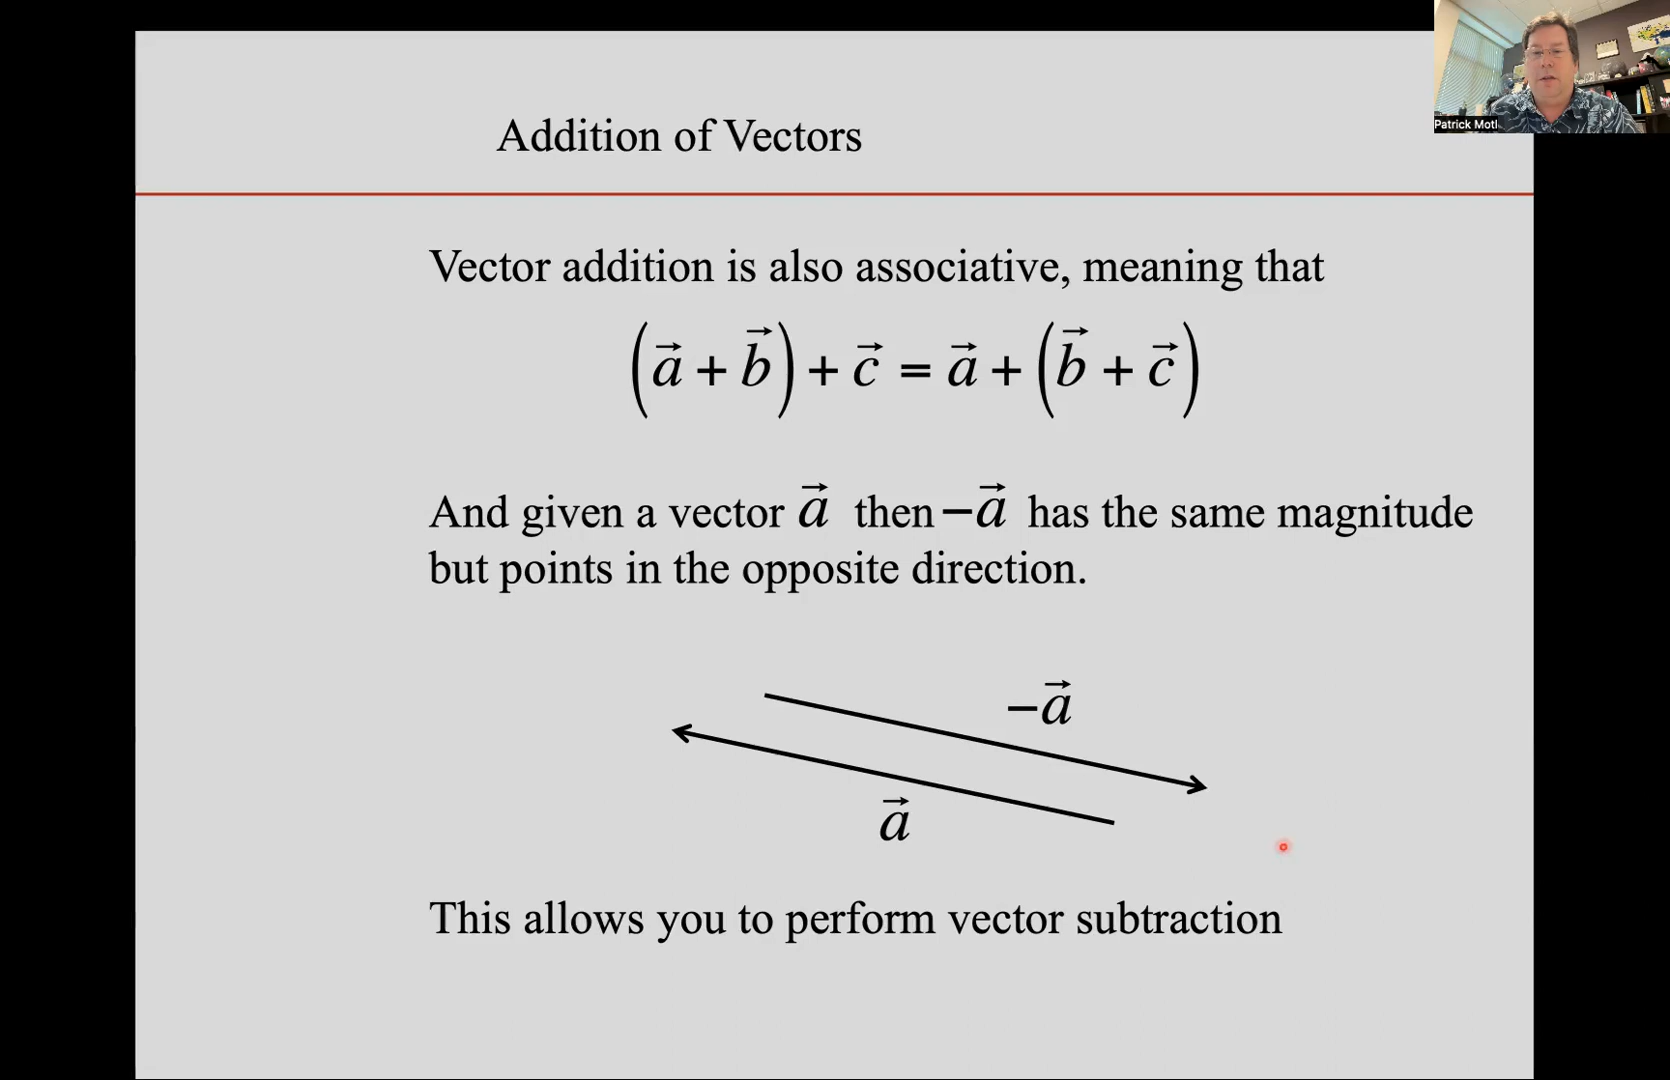 Patrick Motl
Addition of Vectors
Vector addition is also associative, meaning that
(a⃗ + b⃗) + c⃗ = a⃗ + (b⃗ + c⃗)
And given a vector a⃗ then −a⃗ has the same magnitude
but points in the opposite direction.
−a⃗
a⃗
This allows you to perform vector subtraction